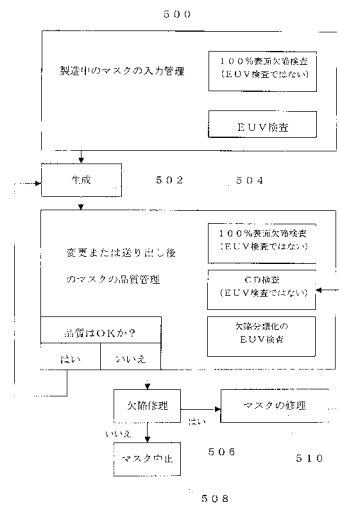 500
製造中のマスクの入力管理
100%表面欠陥検査
(EUV検査ではない)
EUV検査
生成
502
504
変更または送り出し後
のマスクの品質管理
100%表面欠陥検査
(EUV検査ではない)
CD検査
(EUV検査ではない)
欠陥分類化の
EUV検査
品質はOKか?
はい
いいえ
欠陥修理
はい
マスクの修理
いいえ
マスク中止
506
510
508